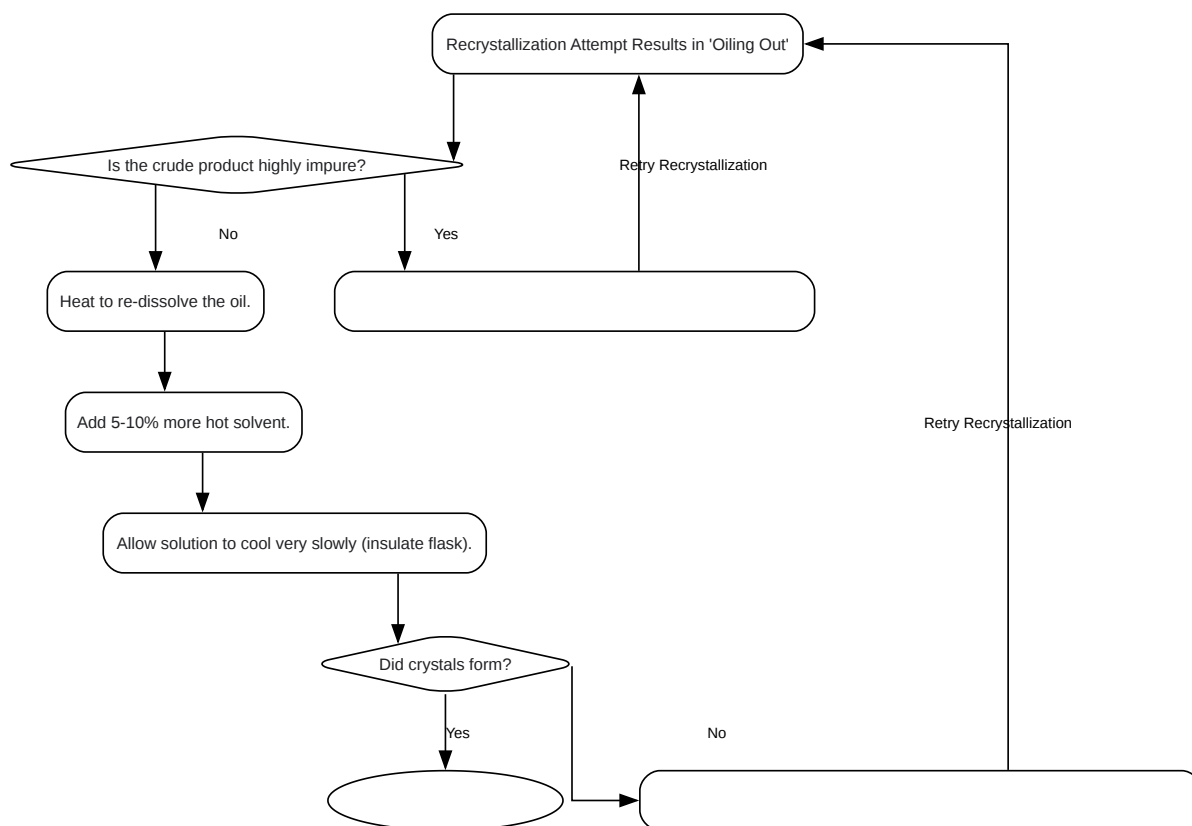 Recrystallization Attempt Results in 'Oiling Out'
Is the crude product highly impure?
Retry Recrystallization
No
Yes
Heat to re-dissolve the oil.
Add 5-10% more hot solvent.
Retry Recrystallization
Allow solution to cool very slowly (insulate flask).
Did crystals form?
Yes
No